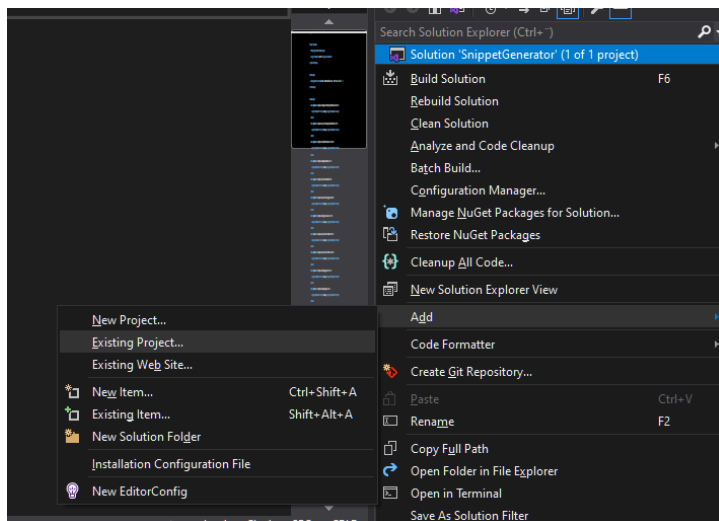 Search Solution Explorer (Ctrl+¨)
Solution 'SnippetGenerator' (1 of 1 project)
Build Solution F6
Rebuild Solution
Clean Solution
Analyze and Code Cleanup
Batch Build...
Configuration Manager...
Manage NuGet Packages for Solution...
Restore NuGet Packages
Cleanup All Code...
New Solution Explorer View
Add
Code Formatter
Create Git Repository...
Paste Ctrl+V
Rename F2
Copy Full Path
Open Folder in File Explorer
Open in Terminal
Save As Solution Filter
New Project...
Existing Project...
Existing Web Site...
New Item... Ctrl+Shift+A
Existing Item... Shift+Alt+A
New Solution Folder
Installation Configuration File
New EditorConfig